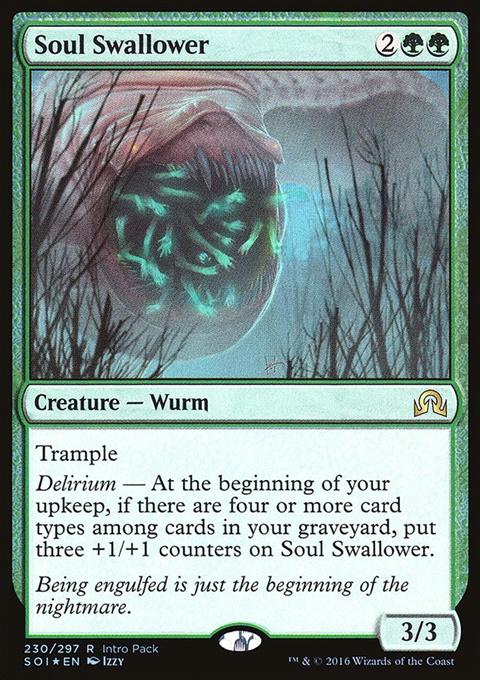 Soul Swallower 2
Creature — Wurm
Trample
Delirium — At the beginning of your
upkeep, if there are four or more card
types among cards in your graveyard, put
three +1/+1 counters on Soul Swallower.
Being engulfed is just the beginning of the
nightmare.
3/3
230/297 R Intro Pack
SOI★EN Izzy
™ & © 2016 Wizards of the Coast